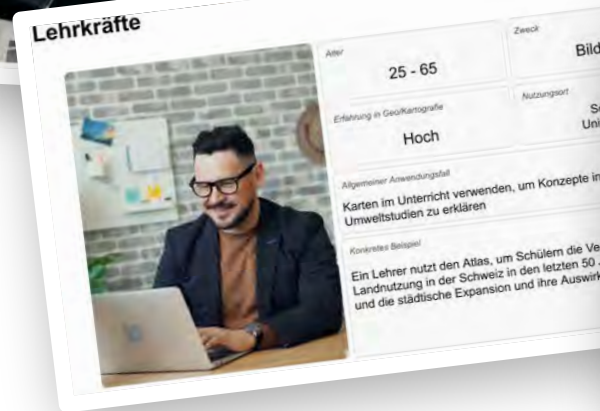 Lehrkräfte
Alter
25 - 65
Zweck
Bild
Erfahrung in Geo/Kartografie
Hoch
Nutzungsort
Uni
Allgemeiner Anwendungsfall
Karten im Unterricht verwenden, um Konzepte in
Umweltstudien zu erklären
Konkretes Beispiel
Ein Lehrer nutzt den Atlas, um Schülern die Ve
Landnutzung in der Schweiz in den letzten 50
und die städtische Expansion und ihre Auswirk